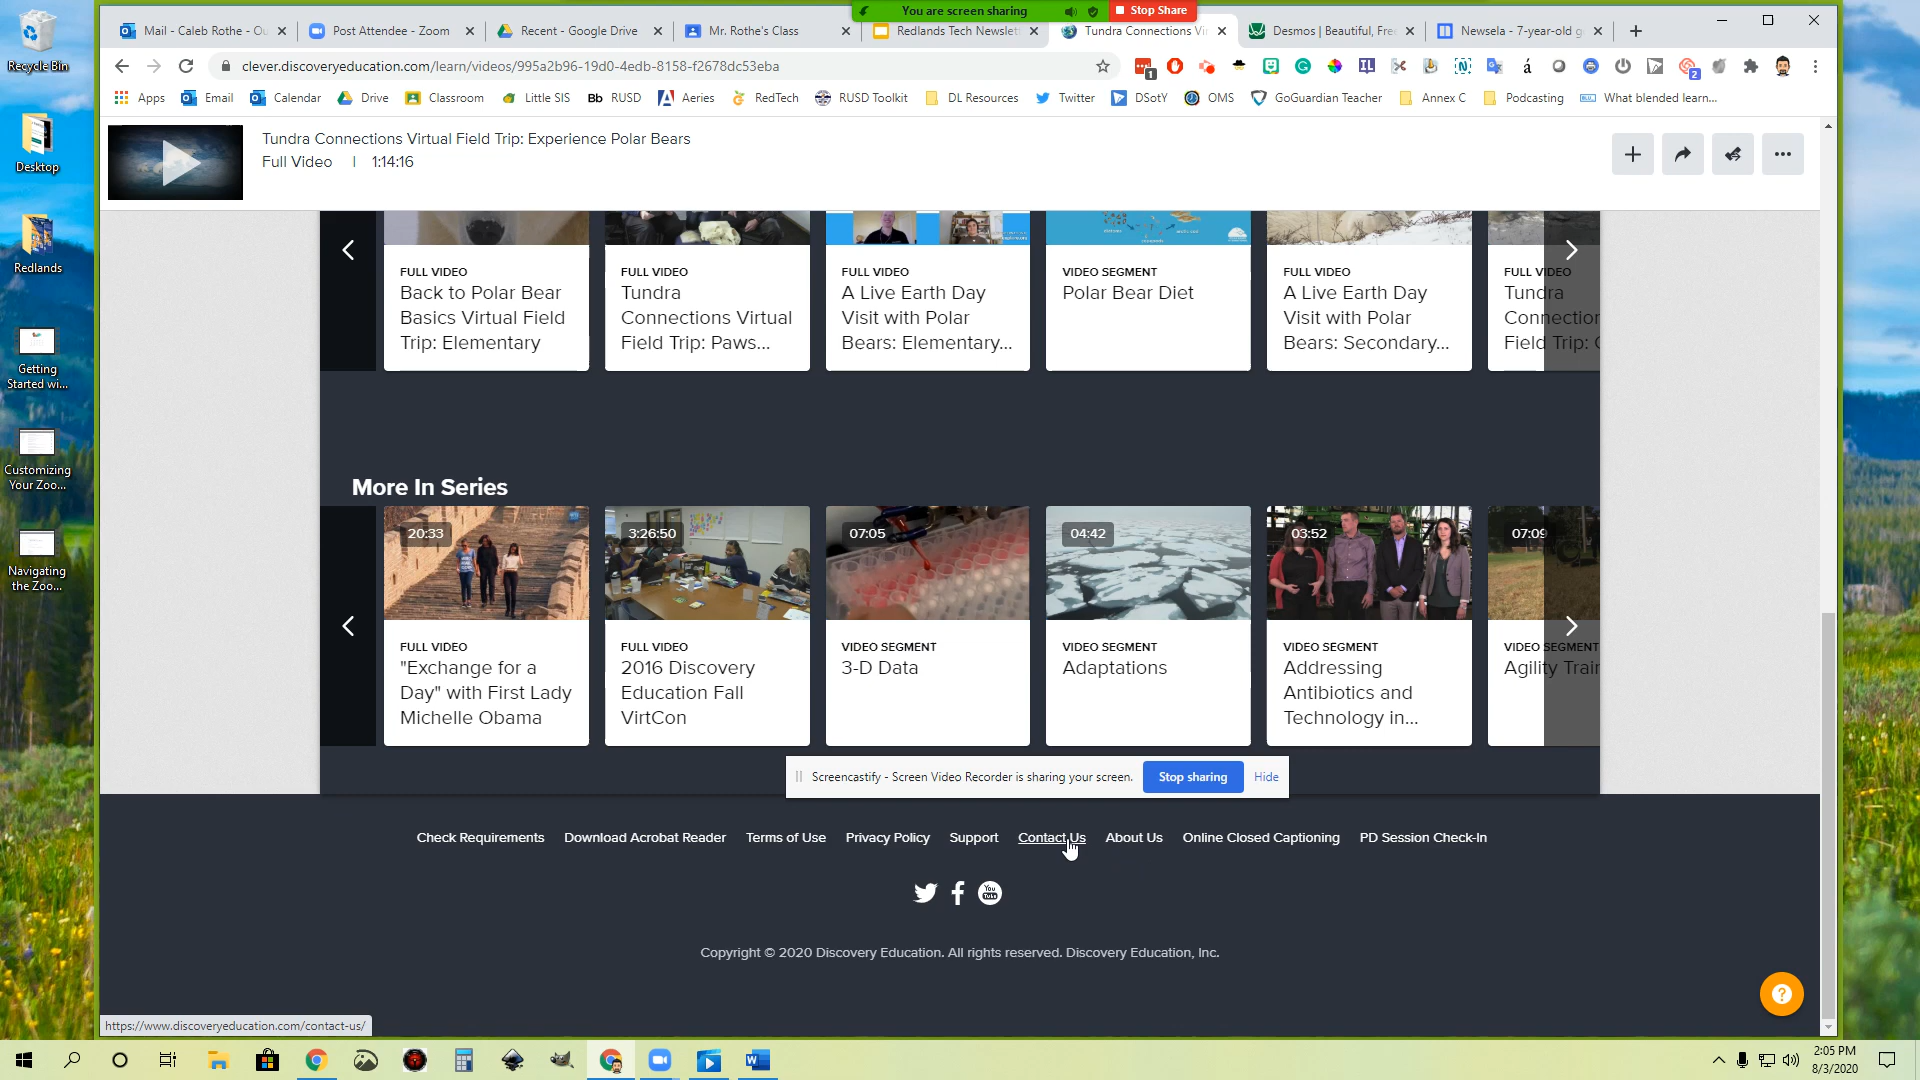 You are screen sharing
Stop Share
Mail - Caleb Rothe - Ou
Post Attendee - Zoom
Recent - Google Drive
Mr. Rothe's Class
Redlands Tech Newslet
Tundra Connections Vi
Desmos | Beautiful, Fre
Newsela - 7-year-old g
clever.discoveryeducation.com/learn/videos/995a2b96-19d0-4edb-8158-f2678dc53eba
Apps
Email
Calendar
Drive
Classroom
Little SIS
Bb RUSD
Aeries
RedTech
RUSD Toolkit
DL Resources
Twitter
DSotY
OMS
GoGuardian Teacher
Annex C
Podcasting
What blended learn...
Recycle Bin
Desktop
Redlands
Getting
Started wi...
Customizing
Your Zoo...
Navigating
the Zoo...
Tundra Connections Virtual Field Trip: Experience Polar Bears
Full Video | 1:14:16
FULL VIDEO
Back to Polar Bear
Basics Virtual Field
Trip: Elementary
FULL VIDEO
Tundra
Connections Virtual
Field Trip: Paws...
FULL VIDEO
A Live Earth Day
Visit with Polar
Bears: Elementary...
VIDEO SEGMENT
Polar Bear Diet
FULL VIDEO
A Live Earth Day
Visit with Polar
Bears: Secondary...
FULL VIDEO
Tundra
Connection
Field Trip:
More In Series
20:33
FULL VIDEO
"Exchange for a
Day" with First Lady
Michelle Obama
3:26:50
FULL VIDEO
2016 Discovery
Education Fall
VirtCon
07:05
VIDEO SEGMENT
3-D Data
04:42
VIDEO SEGMENT
Adaptations
03:52
VIDEO SEGMENT
Addressing
Antibiotics and
Technology in...
07:09
VIDEO SEGMENT
Agility Train
Screencastify - Screen Video Recorder is sharing your screen.
Stop sharing
Hide
Check Requirements
Download Acrobat Reader
Terms of Use
Privacy Policy
Support
Contact Us
About Us
Online Closed Captioning
PD Session Check-In
Copyright © 2020 Discovery Education. All rights reserved. Discovery Education, Inc.
https://www.discoveryeducation.com/contact-us/
2:05 PM
8/3/2020